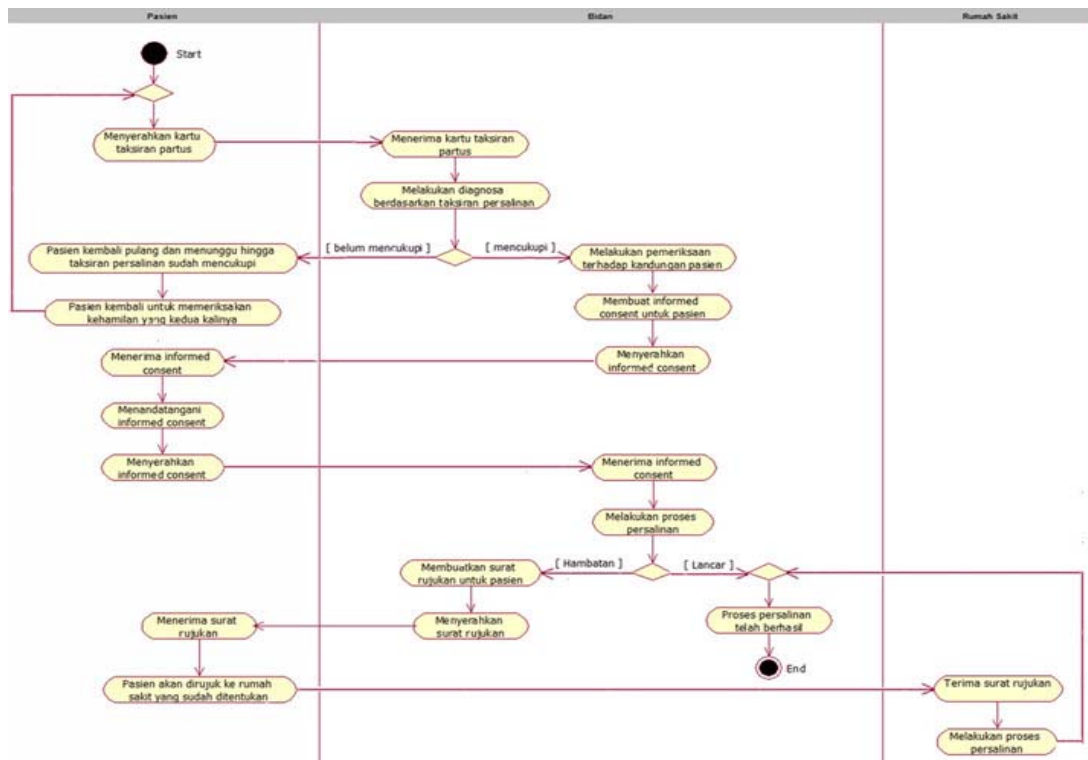 Pasien
Bidan
Rumah Sakit
Start
Menyerahkan kartu
taksiran partus
Menerima kartu taksiran
partus
Melakukan diagnosa
berdasarkan taksiran persalinan
[ belum mencukupi ]
[ mencukupi ]
Pasien kembali pulang dan menunggu hingga
taksiran persalinan sudah mencukupi
Melakukan pemeriksaan
terhadap kandungan pasien
Pasien kembali untuk memeriksakan
kehamilan yang kedua kalinya
Membuat informed
consent untuk pasien
Menerima informed
consent
Menyerahkan
informed consent
Menandatangani
informed consent
Menyerahkan
informed consent
Menerima informed
consent
Melakukan proses
persalinan
[ Hambatan ]
[ Lancar ]
Membuatkan surat
rujukan untuk pasien
Menerima surat
rujukan
Menyerahkan
surat rujukan
Proses persalinan
telah berhasil
End
Pasien akan dirujuk ke rumah
sakit yang sudah ditentukan
Terima surat rujukan
Melakukan proses
persalinan